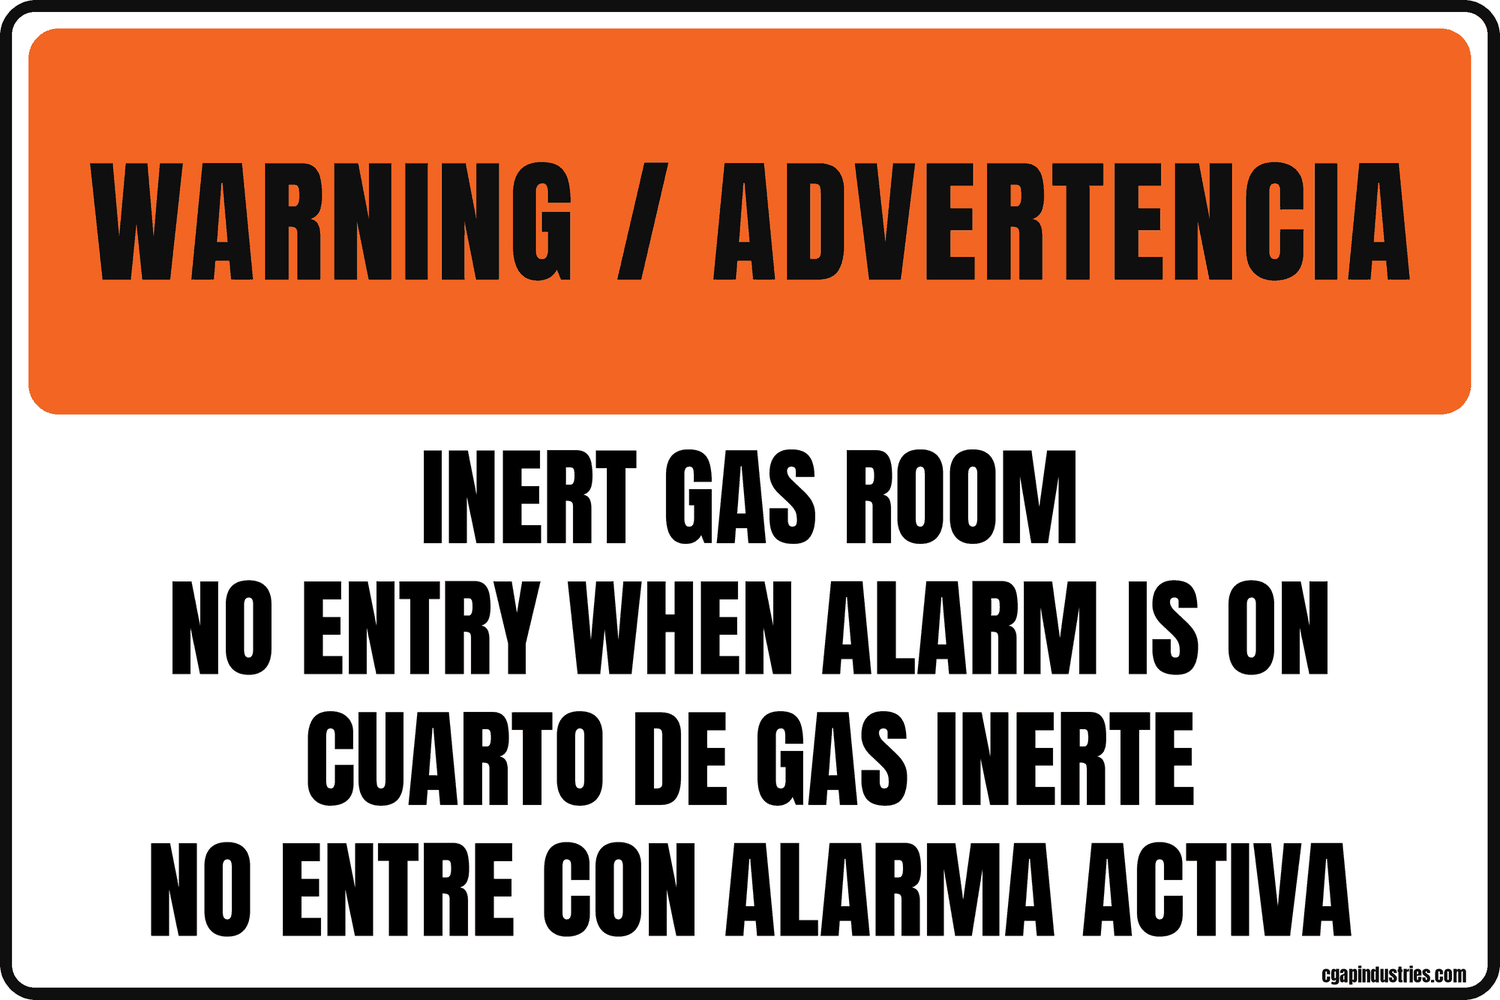 WARNING / ADVERTENCIA
INERT GAS ROOM
NO ENTRY WHEN ALARM IS ON
CUARTO DE GAS INERTE
NO ENTRE CON ALARMA ACTIVA
cgapindustries.com